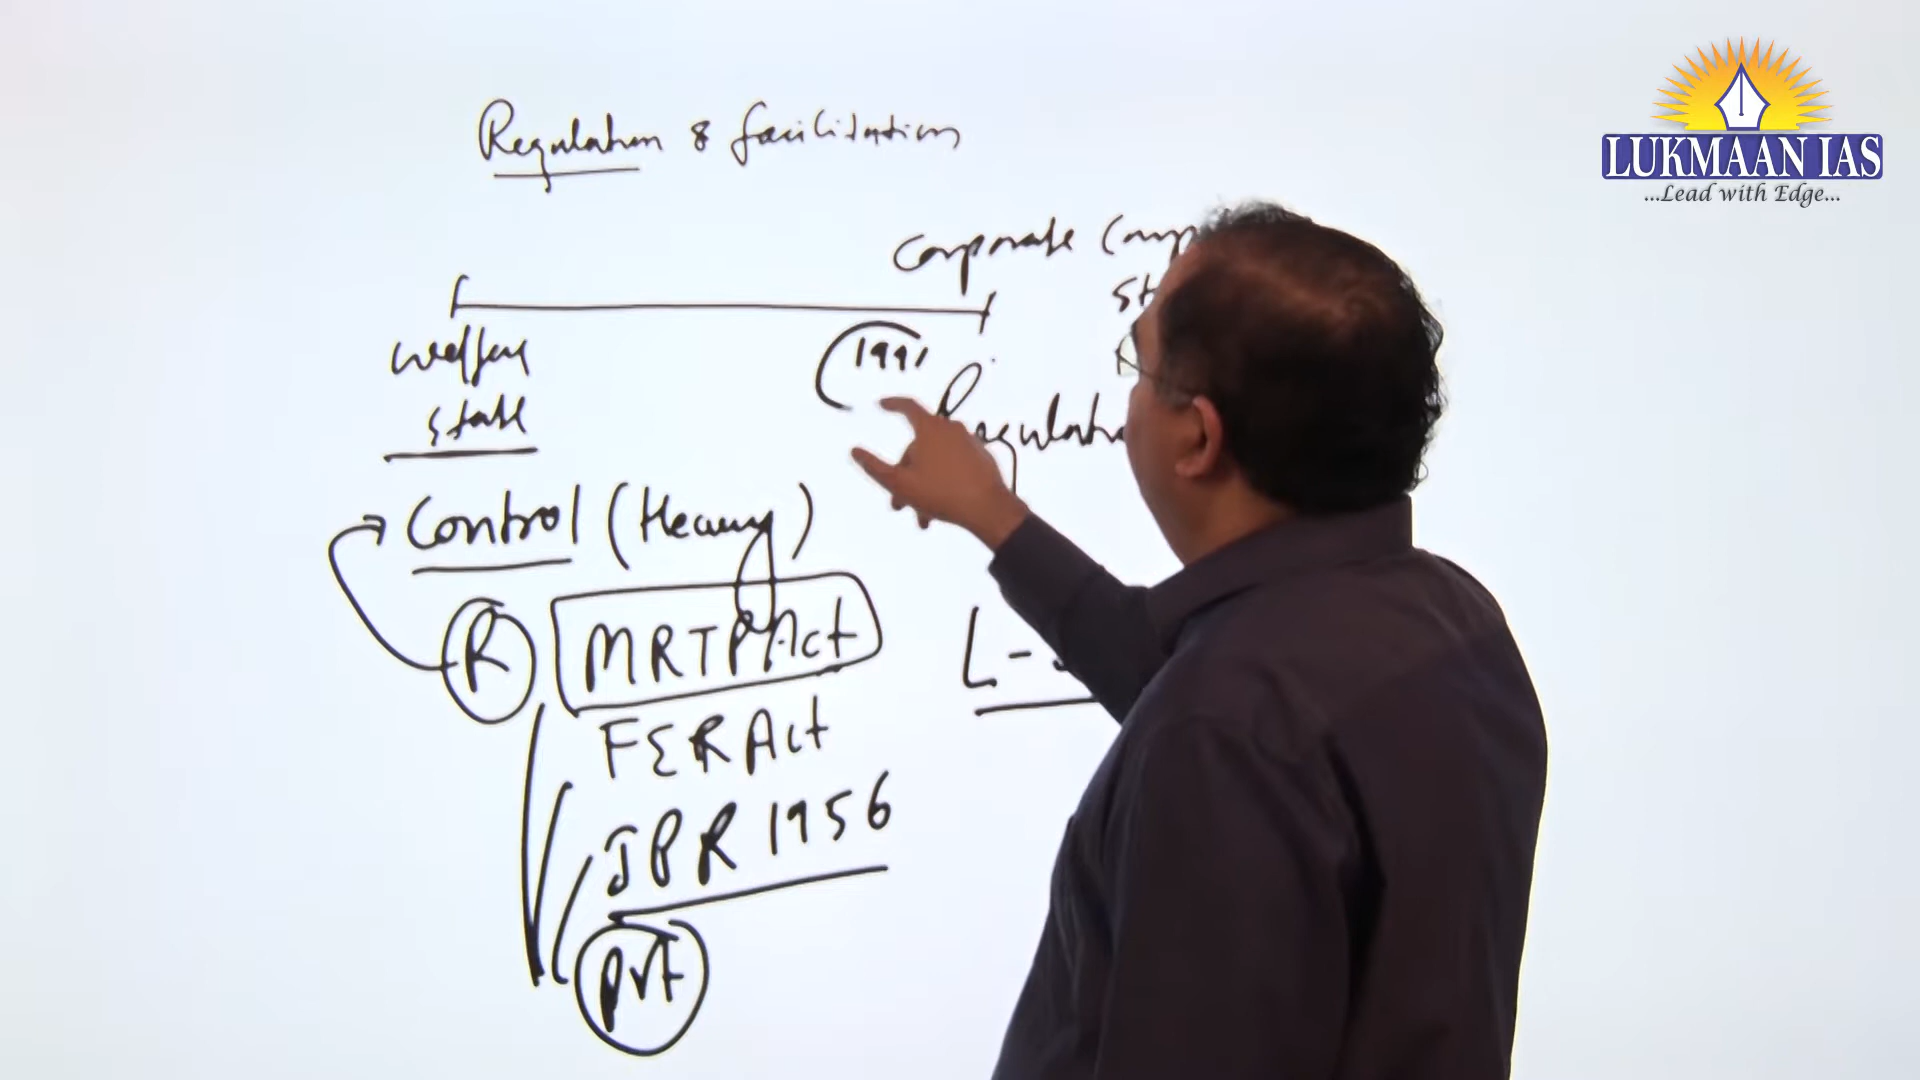 LUKMAAN IAS
...Lead with Edge...
Regulation & facilitation
Corporate
welfare
state
1991
Control (Heavy)
R MRTP Act
FER Act
IPR 1956
pvt
L -